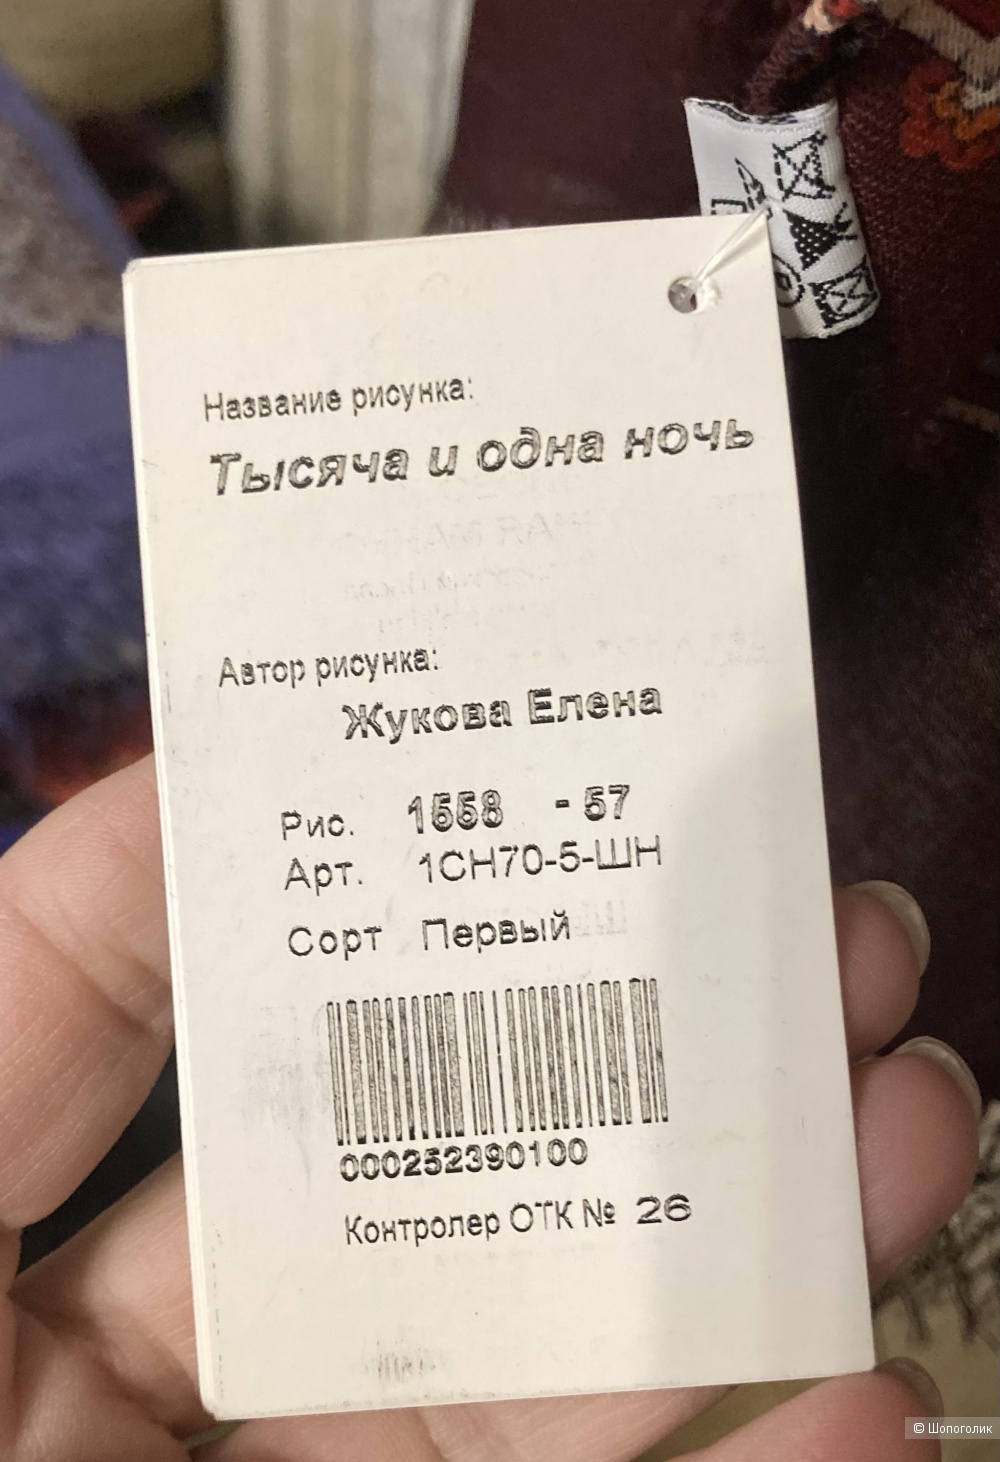 Название рисунка:
Тысяча и одна ночь
Автор рисунка:
Жукова Елена
Рис. 1558 - 57
Арт. 1СН70-5-ШН
Сорт Первый
000252390100
Контролер ОТК № 26
© Шопоголик